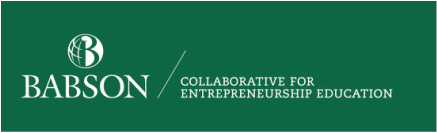 BABSON
COLLABORATIVE FOR
ENTREPRENEURSHIP EDUCATION